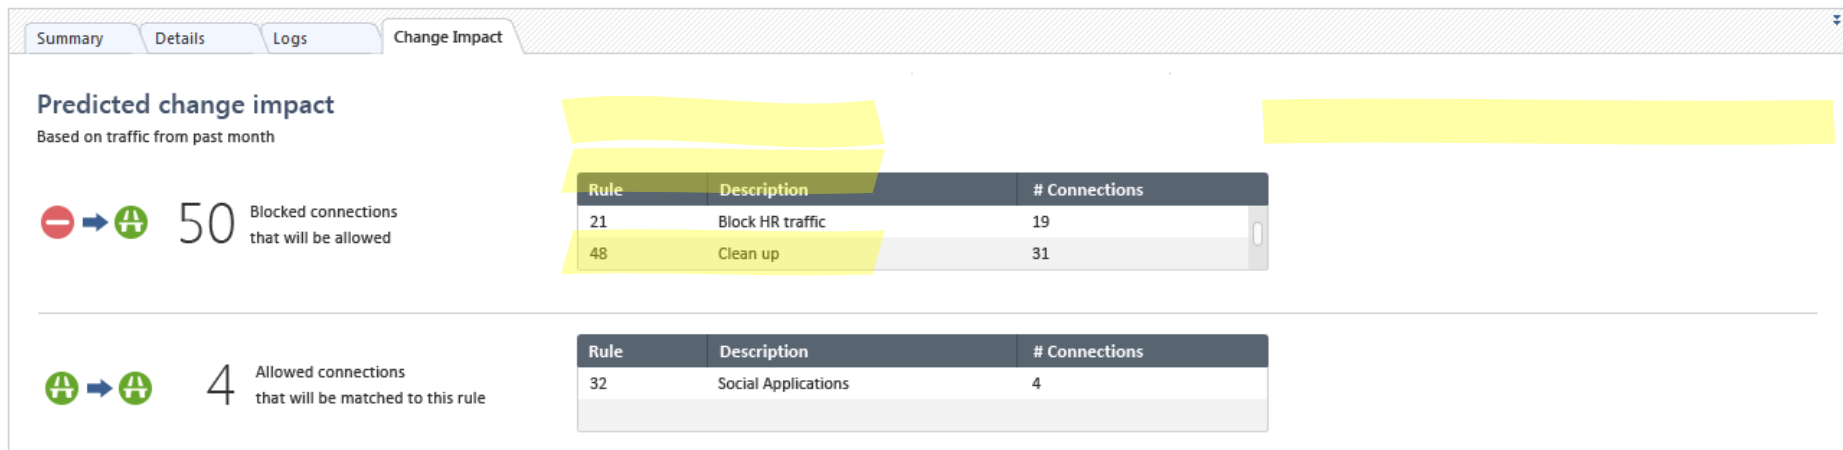 Summary Details Logs Change Impact
Predicted change impact
Based on traffic from past month
50 Blocked connections
that will be allowed
Rule Description # Connections
21 Block HR traffic 19
48 Clean up 31
4 Allowed connections
that will be matched to this rule
Rule Description # Connections
32 Social Applications 4